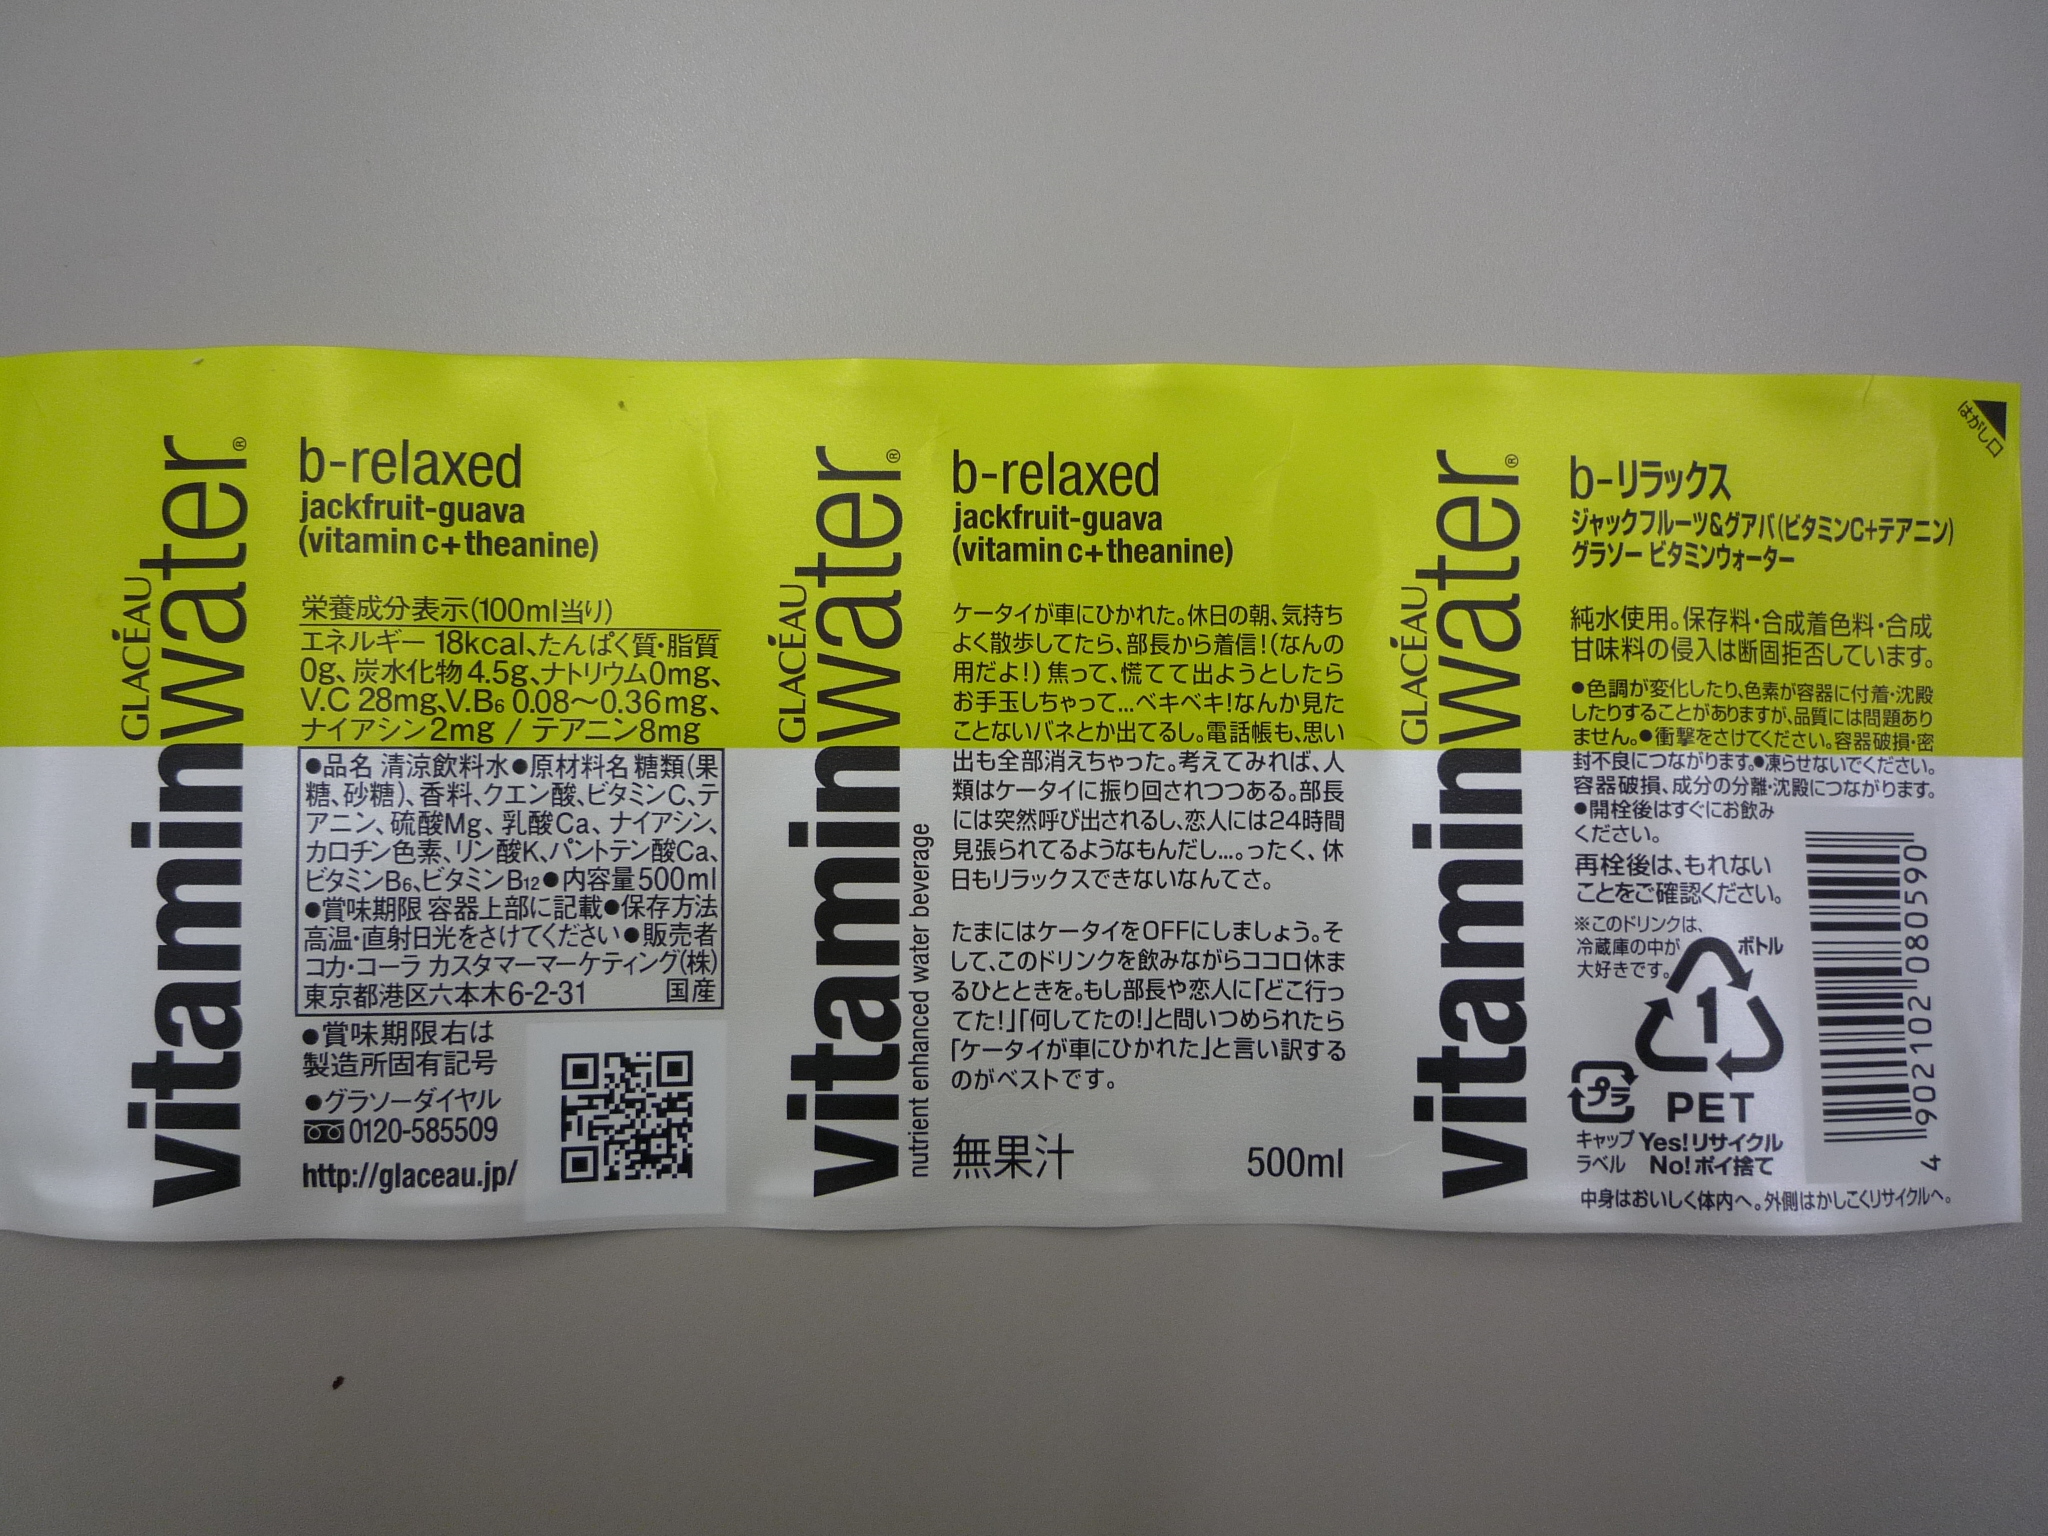 GLACÉAU
vitaminwater®
b-relaxed
jackfruit-guava
(vitamin c+theanine)
栄養成分表示(100ml当り)
エネルギー 18kcal、たんぱく質・脂質
0g、炭水化物4.5g、ナトリウム0mg、
V.C 28mg、V.B6 0.08〜0.36mg、
ナイアシン2mg / テアニン8mg
●品名 清涼飲料水●原材料名 糖類(果
糖、砂糖)、香料、クエン酸、ビタミンC、テ
アニン、硫酸Mg、乳酸Ca、ナイアシン、
カロチン色素、リン酸K、パントテン酸Ca、
ビタミンB6、ビタミンB12●内容量500ml
●賞味期限 容器上部に記載●保存方法
高温・直射日光をさけてください●販売者
コカ・コーラ カスタマーマーケティング(株)
東京都港区六本木6-2-31 国産
●賞味期限右は
製造所固有記号
●グラソーダイヤル
0120-585509
http://glaceau.jp/
GLACÉAU
vitaminwater®
nutrient enhanced water beverage
b-relaxed
jackfruit-guava
(vitamin c+theanine)
ケータイが車にひかれた。休日の朝、気持ち
よく散歩してたら、部長から着信!(なんの
用だよ!)焦って、慌てて出ようとしたら
お手玉しちゃって…ベキベキ!なんか見た
ことないバネとか出てるし。電話帳も、思い
出も全部消えちゃった。考えてみれば、人
類はケータイに振り回されつつある。部長
には突然呼び出されるし、恋人には24時間
見張られてるようなもんだし…。ったく、休
日もリラックスできないなんてさ。
たまにはケータイをOFFにしましょう。そ
して、このドリンクを飲みながらココロ休ま
るひとときを。もし部長や恋人に「どこ行っ
てた!」「何してたの!」と問いつめられたら
「ケータイが車にひかれた」と言い訳する
のがベストです。
無果汁 500ml
GLACÉAU
vitaminwater®
はがし口
b-リラックス
ジャックフルーツ&グアバ(ビタミンC+テアニン)
グラソー ビタミンウォーター
純水使用。保存料・合成着色料・合成
甘味料の侵入は断固拒否しています。
●色調が変化したり、色素が容器に付着・沈殿
したりすることがありますが、品質には問題あり
ません。●衝撃をさけてください。容器破損・密
封不良につながります。●凍らせないでください。
容器破損、成分の分離・沈殿につながります。
●開栓後はすぐにお飲み
ください。
再栓後は、もれない
ことをご確認ください。
※このドリンクは、
冷蔵庫の中が
大好きです。
ボトル
1
PET
プラ
キャップ
ラベル
Yes!リサイクル
No!ポイ捨て
4 902102 080590
中身はおいしく体内へ。外側はかしこくリサイクルへ。